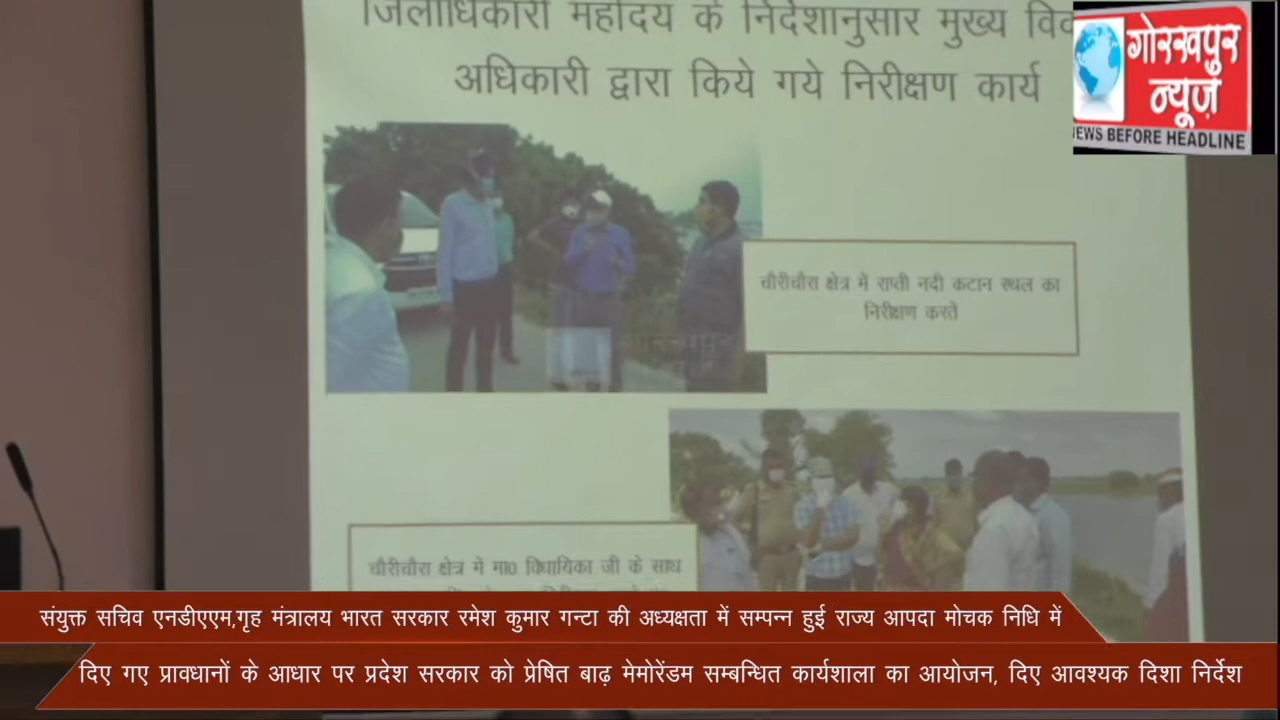 जिलाधिकारी महोदय के निर्देशानुसार मुख्य
अधिकारी द्वारा किये गये निरीक्षण कार्य
गोरखपुर
न्यूज़
NEWS BEFORE HEADLINE
चौरीचौरा क्षेत्र में राप्ती नदी कटान स्थल का
निरीक्षण करते
चौरीचौरा क्षेत्र में मा0 विधायिका जी के साथ
संयुक्त सचिव एनडीएएम,गृह मंत्रालय भारत सरकार रमेश कुमार गन्टा की अध्यक्षता में सम्पन्न हुई राज्य आपदा मोचक निधि में
दिए गए प्रावधानों के आधार पर प्रदेश सरकार को प्रेषित बाढ़ मेमोरेंडम सम्बन्धित कार्यशाला का आयोजन, दिए आवश्यक दिशा निर्देश